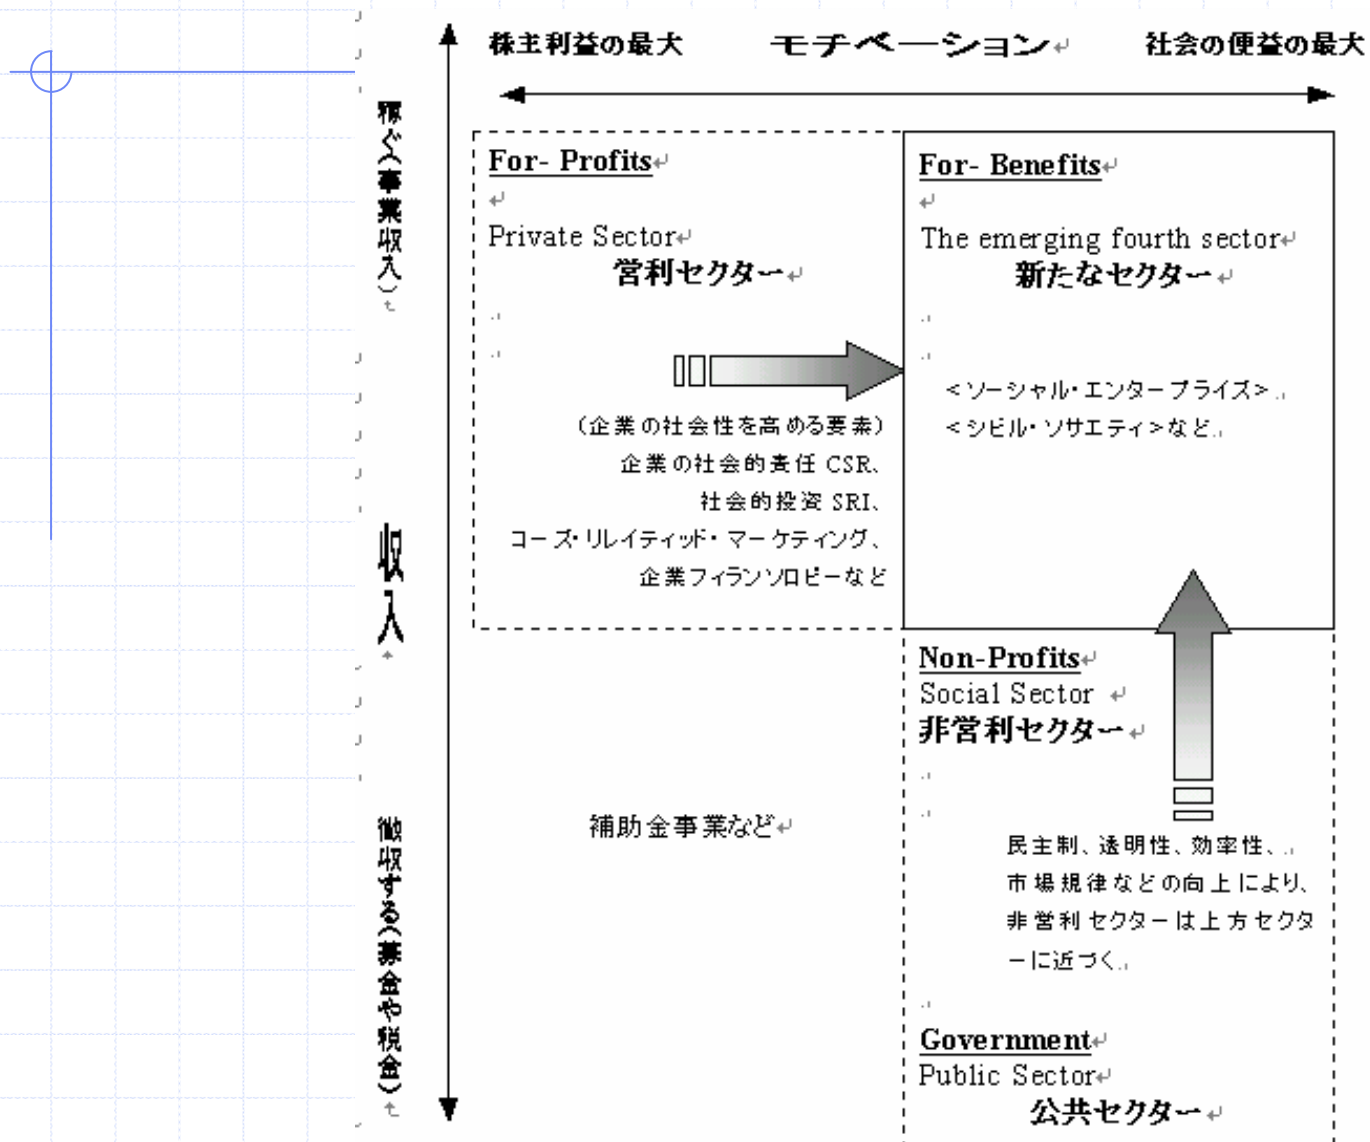 株主利益の最大
モチベーション
社会の便益の最大
稼ぐ(事業収入)
収入
徴収する(募金や税金)
For- Profits
Private Sector
営利セクター
(企業の社会性を高める要素)
企業の社会的責任 CSR、
社会的投資 SRI、
コーズ・リレイティッド・マーケティング、
企業フィランソロピーなど
For- Benefits
The emerging fourth sector
新たなセクター
<ソーシャル・エンタープライズ>
<シビル・ソサエティ>など
補助金事業など
Non-Profits
Social Sector
非営利セクター
民主制、透明性、効率性、
市場規律などの向上により、
非営利セクターは上方セクタ
ーに近づく
Government
Public Sector
公共セクター